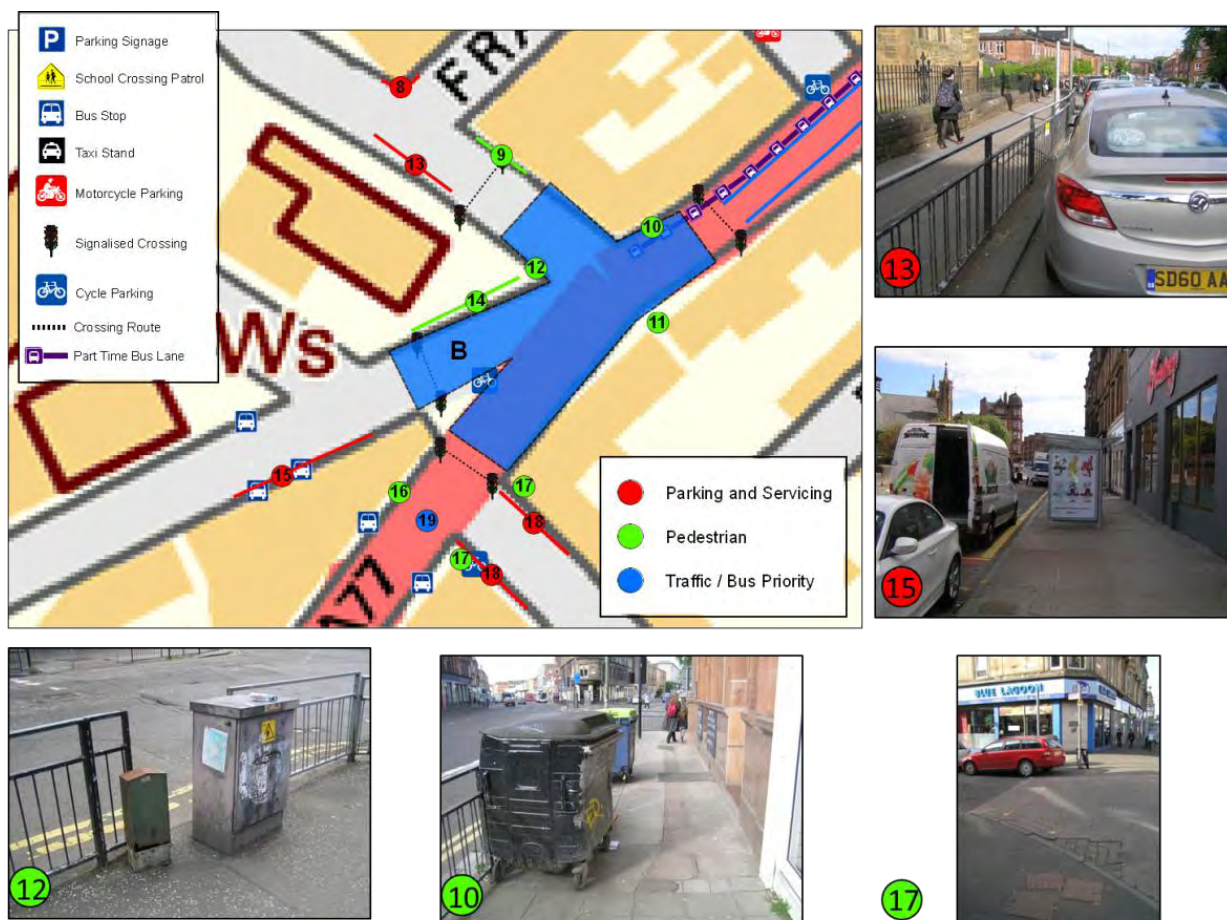 Parking Signage
School Crossing Patrol
Bus Stop
Taxi Stand
Motorcycle Parking
Signalised Crossing
Cycle Parking
Crossing Route
Part Time Bus Lane
P
FRA
8
13
9
10
12
14
11
B
Ws
15
16
17
19
18
17
18
A77
Parking and Servicing
Pedestrian
Traffic / Bus Priority
SD60 AA
13
15
12
10
BLUE LAGOON
17